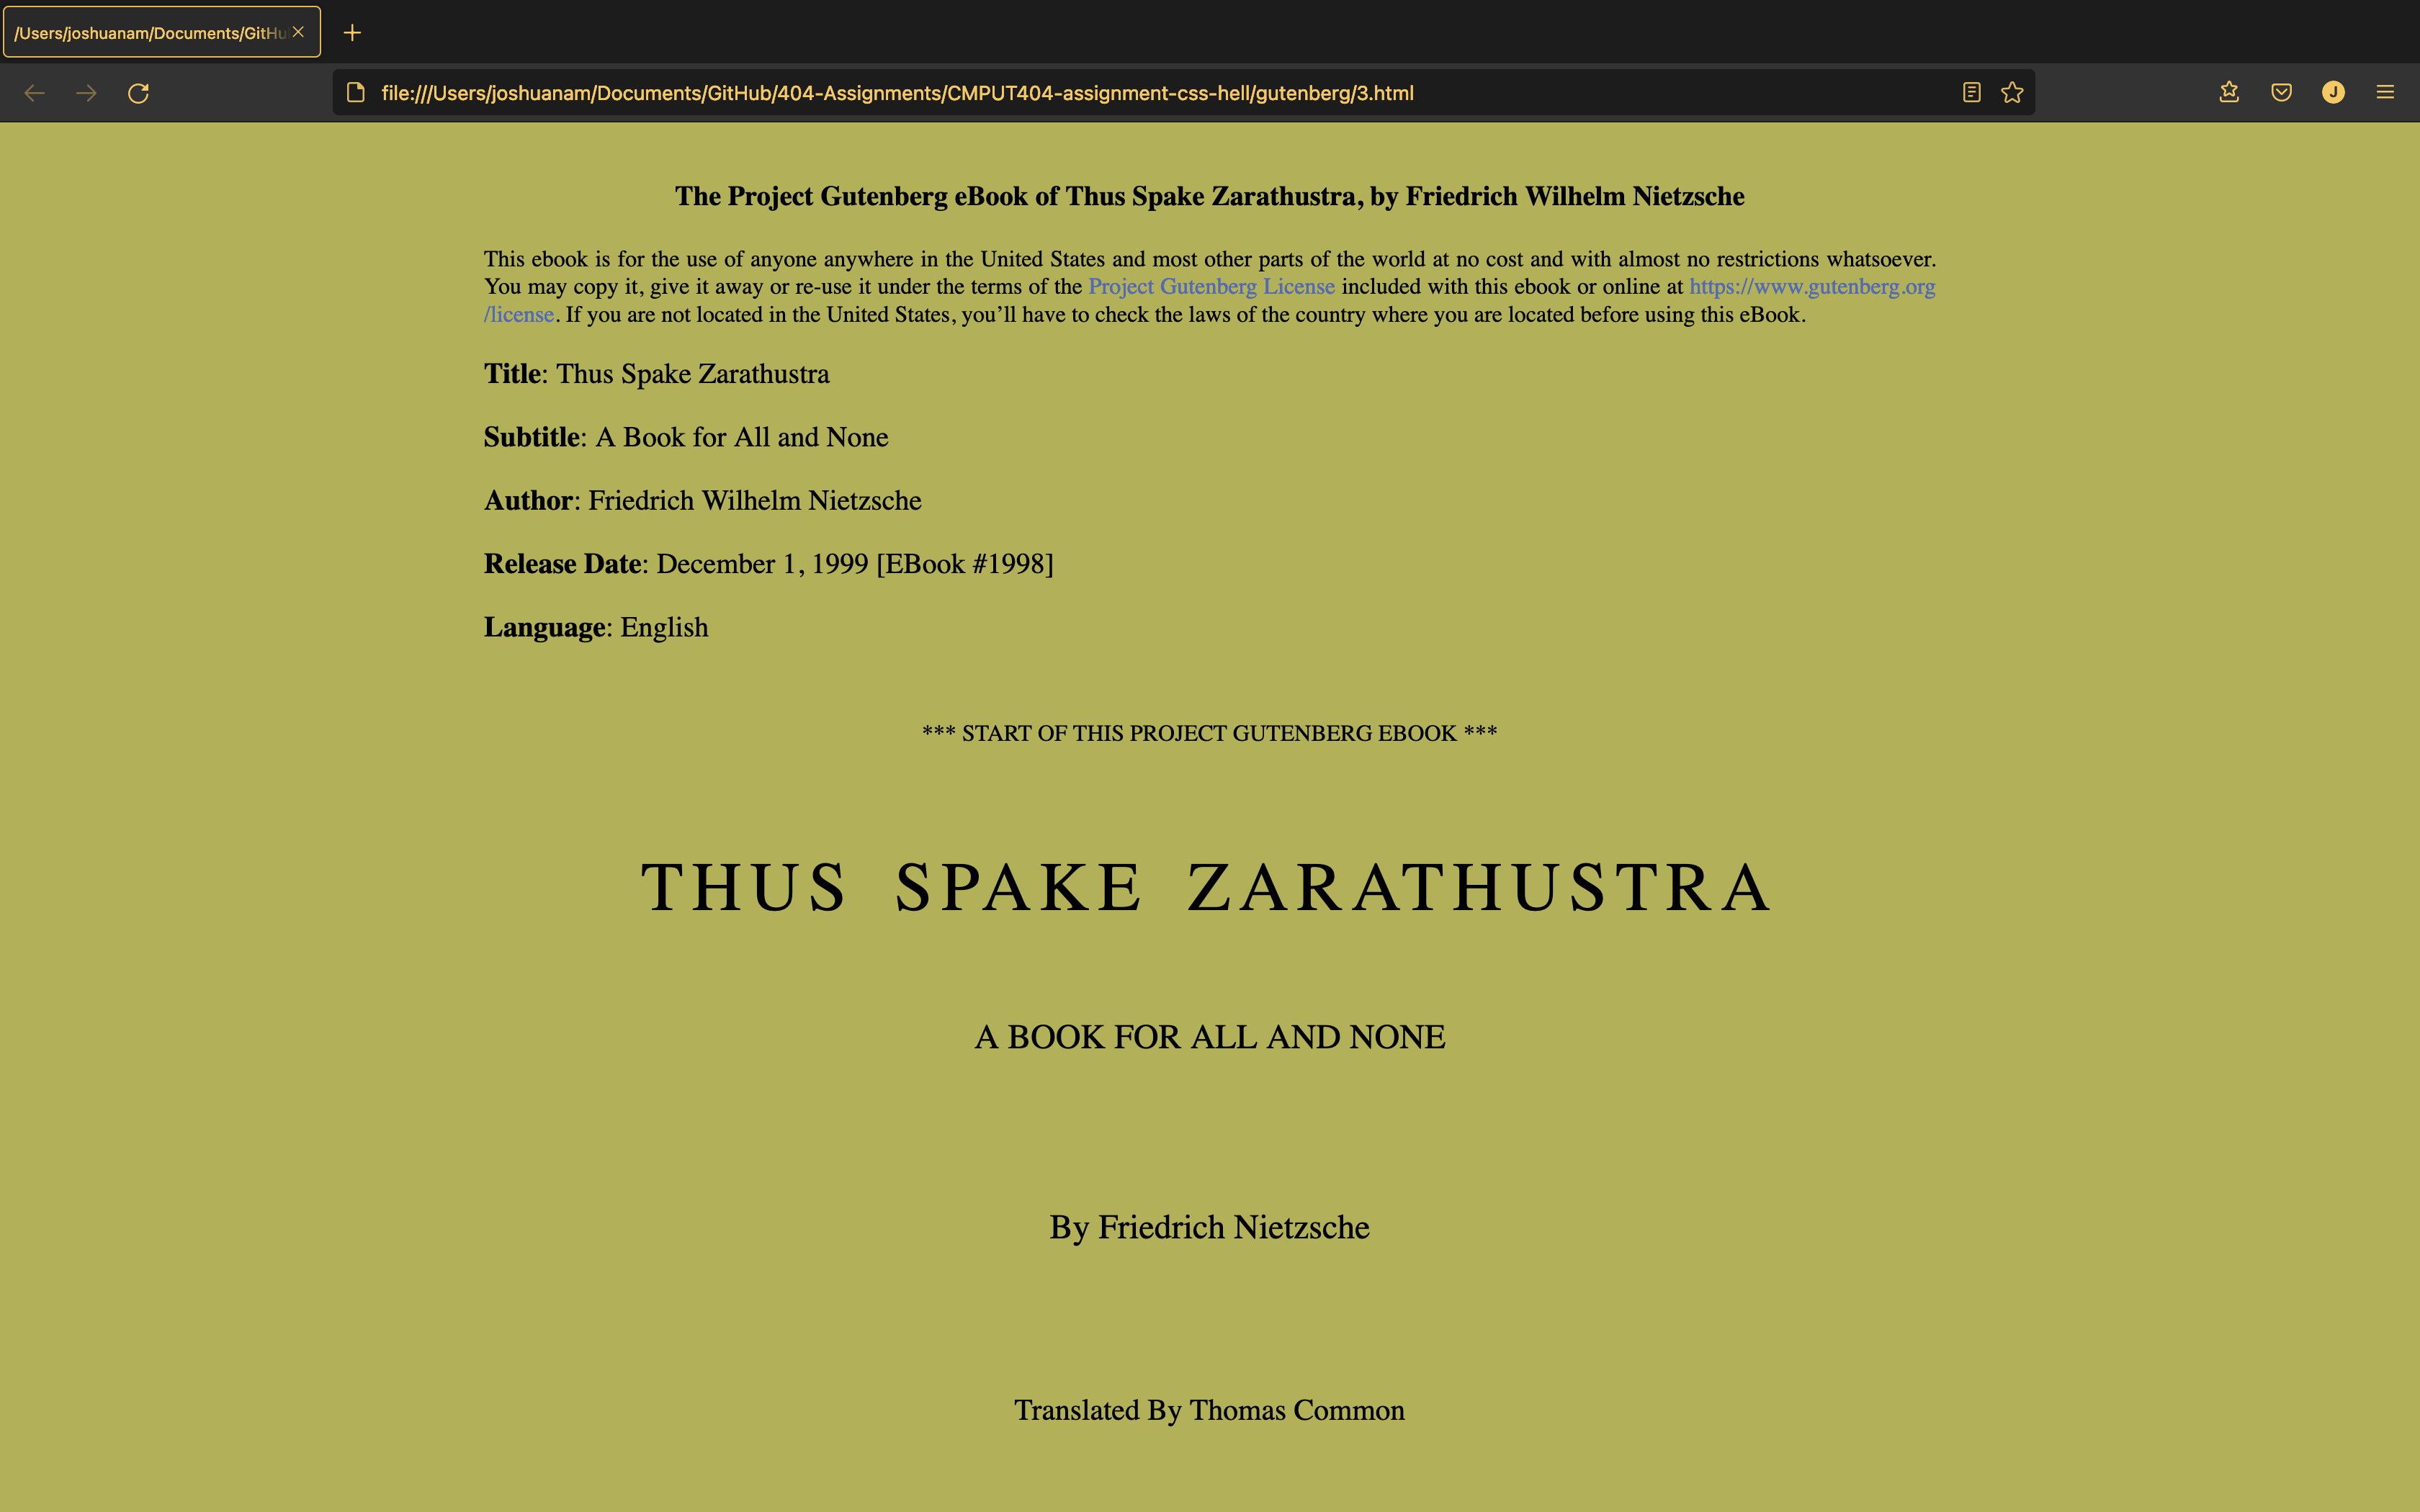 /Users/joshuanam/Documents/GitHu
file:///Users/joshuanam/Documents/GitHub/404-Assignments/CMPUT404-assignment-css-hell/gutenberg/3.html
J
The Project Gutenberg eBook of Thus Spake Zarathustra, by Friedrich Wilhelm Nietzsche
This ebook is for the use of anyone anywhere in the United States and most other parts of the world at no cost and with almost no restrictions whatsoever.
You may copy it, give it away or re-use it under the terms of the Project Gutenberg License included with this ebook or online at https://www.gutenberg.org
/license. If you are not located in the United States, you’ll have to check the laws of the country where you are located before using this eBook.
Title: Thus Spake Zarathustra
Subtitle: A Book for All and None
Author: Friedrich Wilhelm Nietzsche
Release Date: December 1, 1999 [EBook #1998]
Language: English
*** START OF THIS PROJECT GUTENBERG EBOOK ***
THUS SPAKE ZARATHUSTRA
A BOOK FOR ALL AND NONE
By Friedrich Nietzsche
Translated By Thomas Common